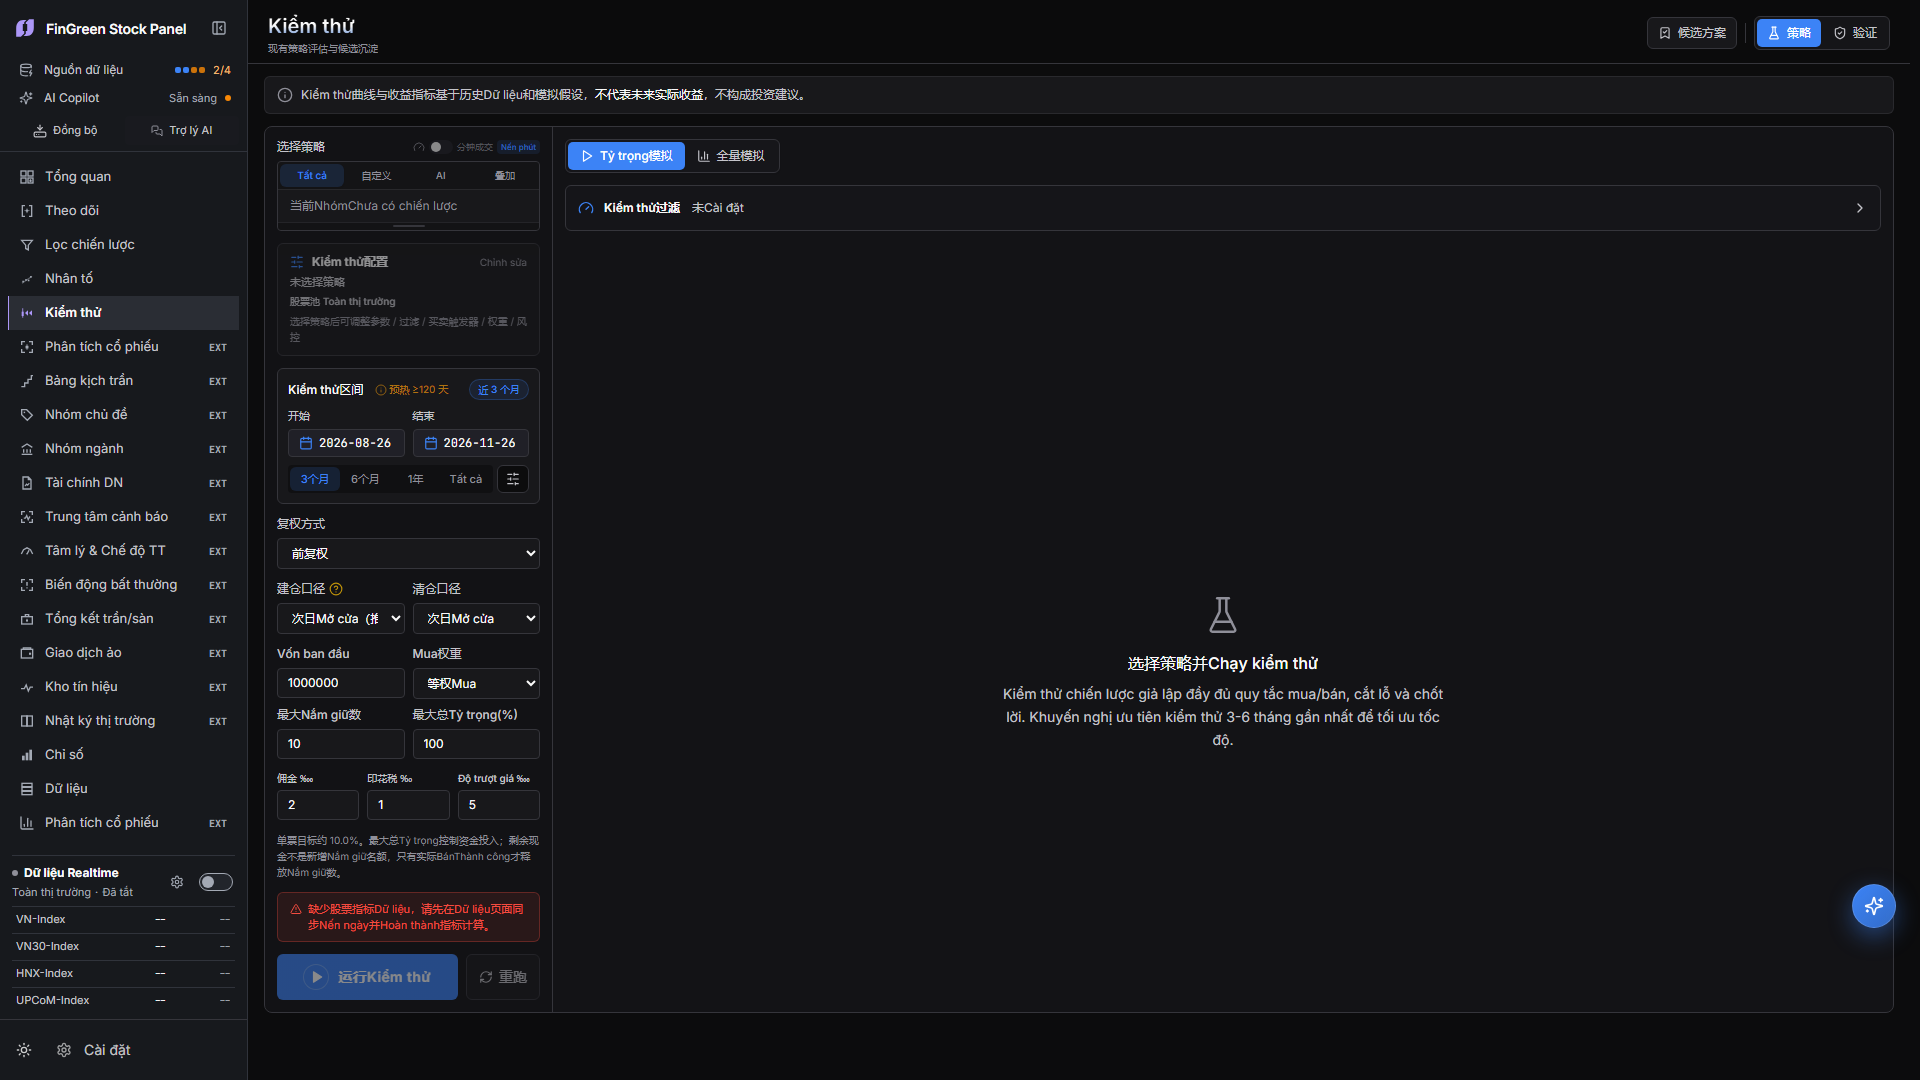 FinGreen Stock Panel
Nguồn dữ liệu 2/4
AI Copilot Sẵn sàng
Đồng bộ Trợ lý AI
Tổng quan
Theo dõi
Lọc chiến lược
Nhân tố
Kiểm thử
Phân tích cổ phiếu EXT
Bảng kịch trần EXT
Nhóm chủ đề EXT
Nhóm ngành EXT
Tài chính DN EXT
Trung tâm cảnh báo EXT
Tâm lý & Chế độ TT EXT
Biến động bất thường EXT
Tổng kết trần/sàn EXT
Giao dịch ảo EXT
Kho tín hiệu EXT
Nhật ký thị trường EXT
Chỉ số
Dữ liệu
Phân tích cổ phiếu EXT
Dữ liệu Realtime
Toàn thị trường · Đã tắt
VN-Index -- --
VN30-Index -- --
HNX-Index -- --
UPCoM-Index -- --
Cài đặt
Kiểm thử
现有策略评估与候选沉淀
候选方案 策略 验证
Kiểm thử曲线与收益指标基于历史Dữ liệu和模拟假设，不代表未来实际收益，不构成投资建议。
选择策略 分钟成交 Nến phút
Tất cả 自定义 AI 叠加
当前NhómChưa có chiến lược
Kiểm thử配置 Chỉnh sửa
未选择策略
股票池 Toàn thị trường
选择策略后可调整参数 / 过滤 / 买卖触发器 / 权重 / 风
控
Kiểm thử区间 预热 ≥120 天 近 3 个月
开始 结束
2026-08-26 2026-11-26
3个月 6个月 1年 Tất cả
复权方式
前复权
建仓口径 清仓口径
次日Mở cửa（推 次日Mở cửa
Vốn ban đầu Mua权重
1000000 等权Mua
最大Nắm giữ数 最大总Tỷ trọng(%)
10 100
佣金 ‰ 印花税 ‰ Độ trượt giá ‱
2 1 5
单票目标约 10.0%。最大总Tỷ trọng控制资金投入；剩余现
金不是新增Nắm giữ名额，只有实际BánThành công才释
放Nắm giữ数。
缺少股票指标Dữ liệu，请先在Dữ liệu页面同
步Nến ngày并Hoàn thành指标计算。
运行Kiểm thử 重跑
Tỷ trọng模拟 全量模拟
Kiểm thử过滤 未Cài đặt
选择策略并Chạy kiểm thử
Kiểm thử chiến lược giả lập đầy đủ quy tắc mua/bán, cắt lỗ và chốt
lời. Khuyến nghị ưu tiên kiểm thử 3-6 tháng gần nhất để tối ưu tốc
độ.